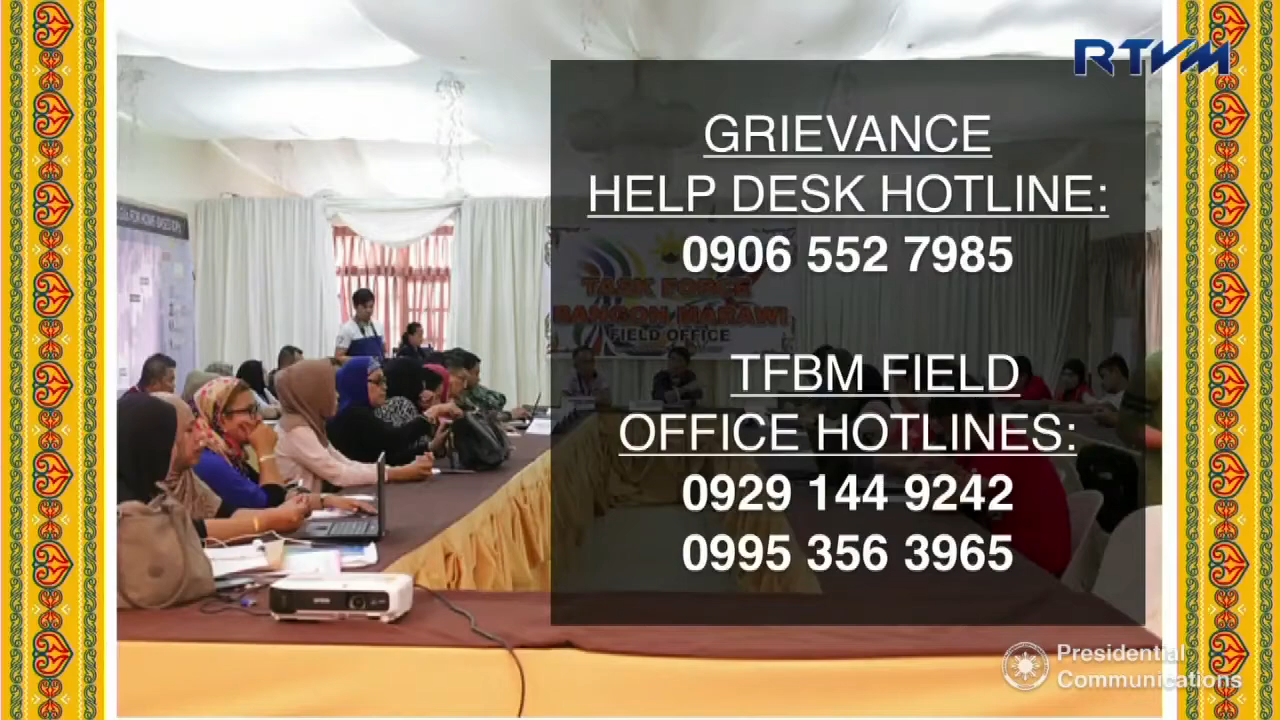 RTVM
GRIEVANCE
HELP DESK HOTLINE:
0906 552 7985
TASK FORCE
BANGON MARAWI
FIELD OFFICE
TFBM FIELD
OFFICE HOTLINES:
0929 144 9242
0995 356 3965
EPSON
Presidential
Communications